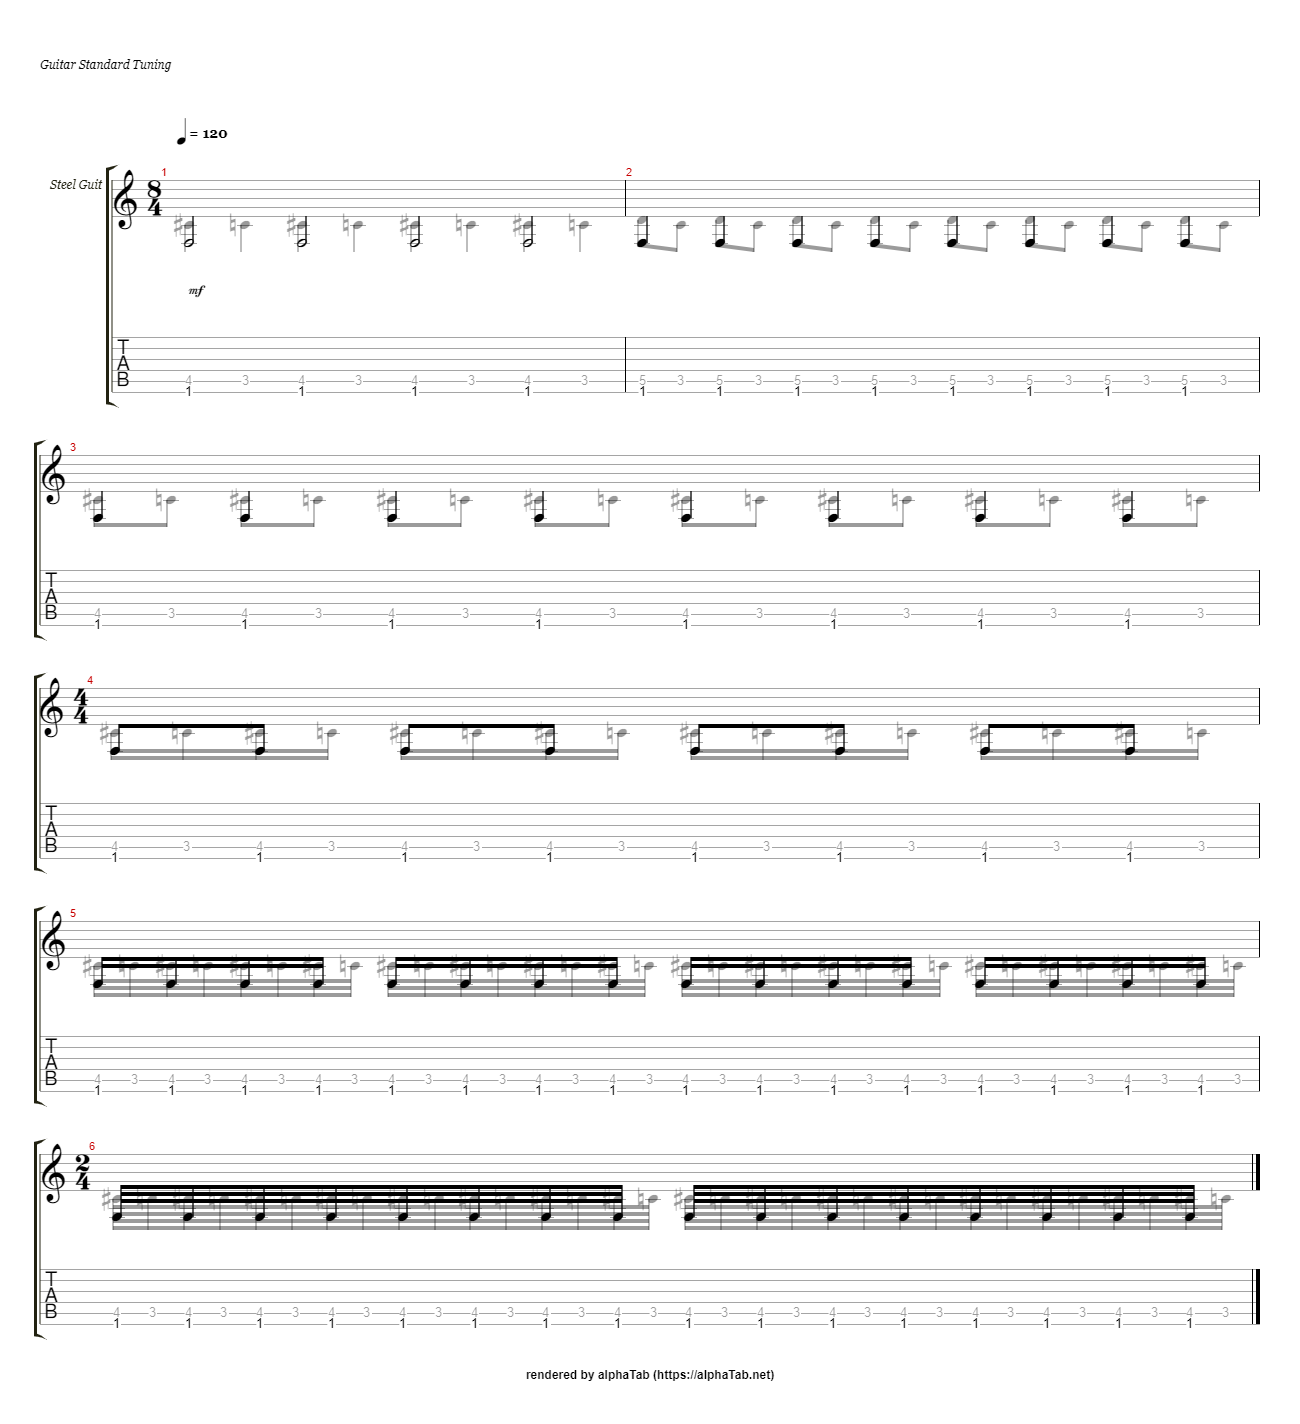 Guitar Standard Tuning
= 120
Steel Guit
1 2
8
4
mf
T
A
B
4 3 4 3 4 3 4 3 5 3 5 3 5 3 5 3 5 3 5 3 5 3 5 3
1 1 1 1 1 1 1 1 1 1 1 1
3
T
A
B
4 3 4 3 4 3 4 3 4 3 4 3 4 3 4 3
1 1 1 1 1 1 1 1
4
4
4
T
A
B
4 3 4 3 4 3 4 3 4 3 4 3 4 3 4 3
1 1 1 1 1 1 1 1
5
T
A
B
4 3 4 3 4 3 4 3 4 3 4 3 4 3 4 3 4 3 4 3 4 3 4 3 4 3 4 3 4 3 4 3
1 1 1 1 1 1 1 1 1 1 1 1 1 1 1 1
6
2
4
T
A
B
4 3 4 3 4 3 4 3 4 3 4 3 4 3 4 3 4 3 4 3 4 3 4 3 4 3 4 3 4 3 4 3
1 1 1 1 1 1 1 1 1 1 1 1 1 1 1 1
rendered by alphaTab (https://alphaTab.net)